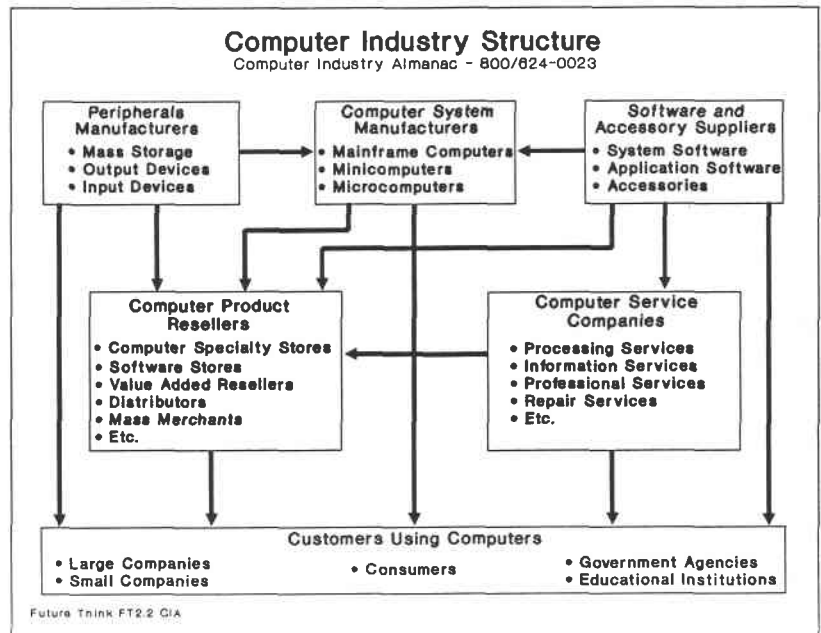 Computer Industry Structure
Computer Industry Almanac - 800/624-0023
Peripherals
Manufacturers
• Mass Storage
• Output Devices
• Input Devices
Computer System
Manufacturers
• Mainframe Computers
• Minicomputers
• Microcomputers
Software and
Accessory Suppliers
• System Software
• Application Software
• Accessories
Computer Product
Resellers
• Computer Specialty Stores
• Software Stores
• Value Added Resellers
• Distributors
• Mass Merchants
• Etc.
Computer Service
Companies
• Processing Services
• Information Services
• Professional Services
• Repair Services
• Etc.
Customers Using Computers
• Large Companies
• Small Companies
• Consumers
• Government Agencies
• Educational Institutions
Future Think FT2.2 CIA